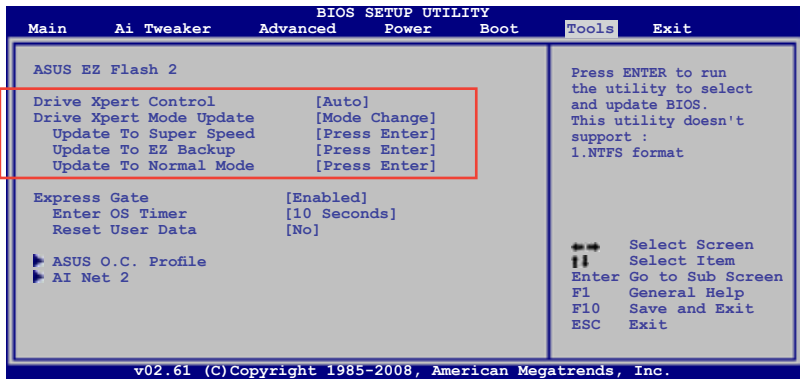 BIOS SETUP UTILITY
Main Ai Tweaker Advanced Power Boot Tools Exit
ASUS EZ Flash 2
Drive Xpert Control [Auto]
Drive Xpert Mode Update [Mode Change]
Update To Super Speed [Press Enter]
Update To EZ Backup [Press Enter]
Update To Normal Mode [Press Enter]
Express Gate [Enabled]
Enter OS Timer [10 Seconds]
Reset User Data [No]
ASUS O.C. Profile
AI Net 2
Press ENTER to run
the utility to select
and update BIOS.
This utility doesn't
support :
1.NTFS format
Select Screen
Select Item
Enter Go to Sub Screen
F1 General Help
F10 Save and Exit
ESC Exit
v02.61 (C)Copyright 1985-2008, American Megatrends, Inc.